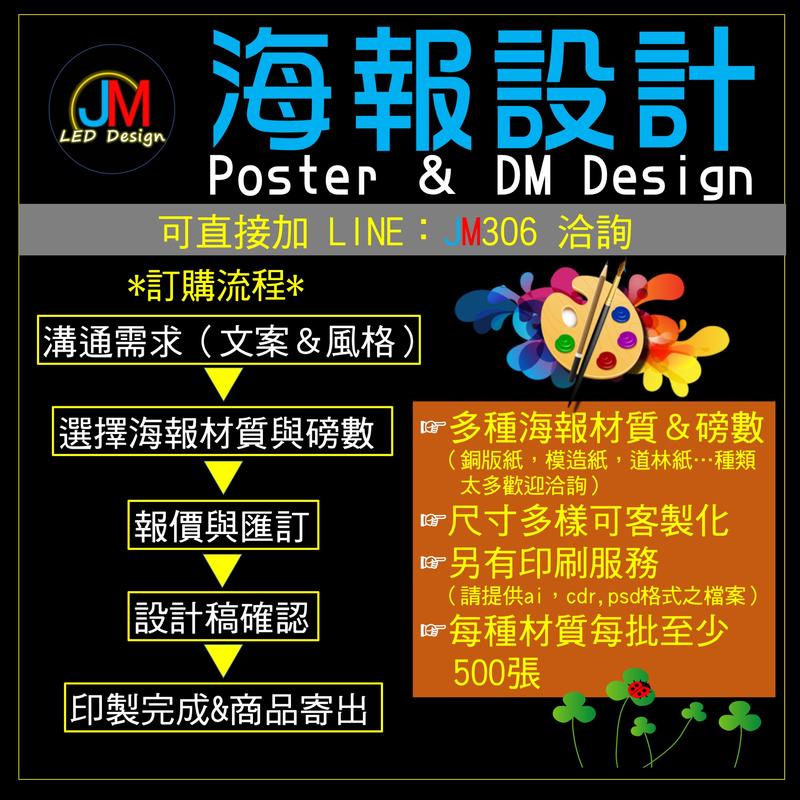 JM
LED Design
海報設計
Poster & DM Design
可直接加 LINE：JM306 洽詢
*訂購流程*
溝通需求（文案＆風格）
選擇海報材質與磅數
報價與匯訂
設計稿確認
印製完成&商品寄出
☞多種海報材質＆磅數
（銅版紙，模造紙，道林紙…種類
太多歡迎洽詢）
☞尺寸多樣可客製化
☞另有印刷服務
（請提供ai，cdr,psd格式之檔案）
☞每種材質每批至少
500張